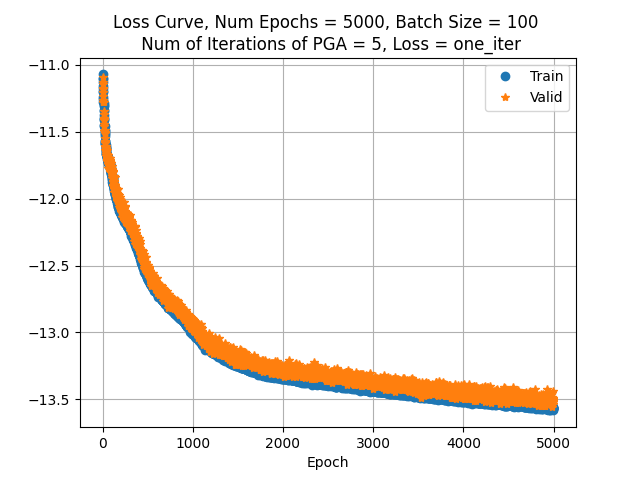 Loss Curve, Num Epochs = 5000, Batch Size = 100
Num of Iterations of PGA = 5, Loss = one_iter
−11.0
−11.5
−12.0
−12.5
−13.0
−13.5
Train
Valid
0 1000 2000 3000 4000 5000
Epoch